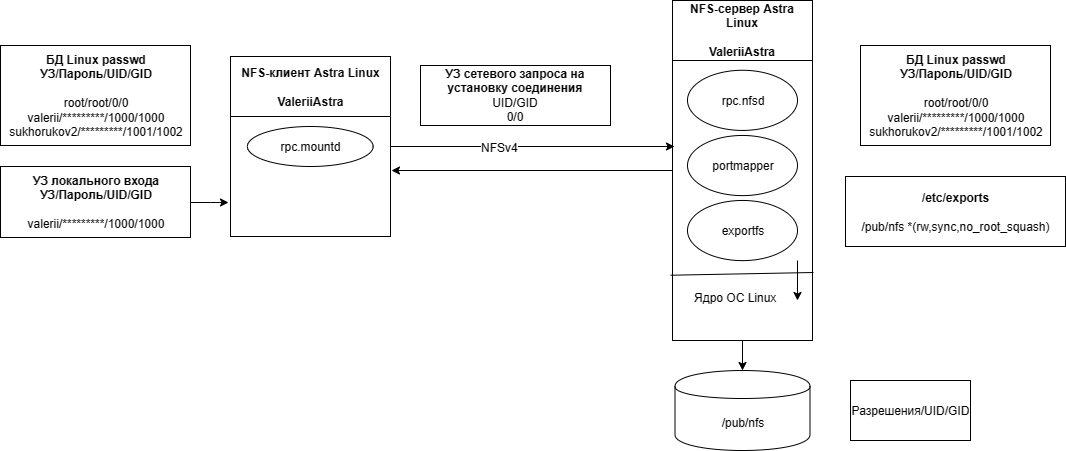 БД Linux passwd
УЗ/Пароль/UID/GID
root/root/0/0
valerii/*********/1000/1000
sukhorukov2/*********/1001/1002
УЗ локального входа
УЗ/Пароль/UID/GID
valerii/*********/1000/1000
NFS-клиент Astra Linux
ValeriiAstra
rpc.mountd
УЗ сетевого запроса на
установку соединения
UID/GID
0/0
NFSv4
NFS-сервер Astra
Linux
ValeriiAstra
rpc.nfsd
portmapper
exportfs
Ядро ОС Linux
/pub/nfs
БД Linux passwd
УЗ/Пароль/UID/GID
root/root/0/0
valerii/*********/1000/1000
sukhorukov2/*********/1001/1002
/etc/exports
/pub/nfs *(rw,sync,no_root_squash)
Разрешения/UID/GID